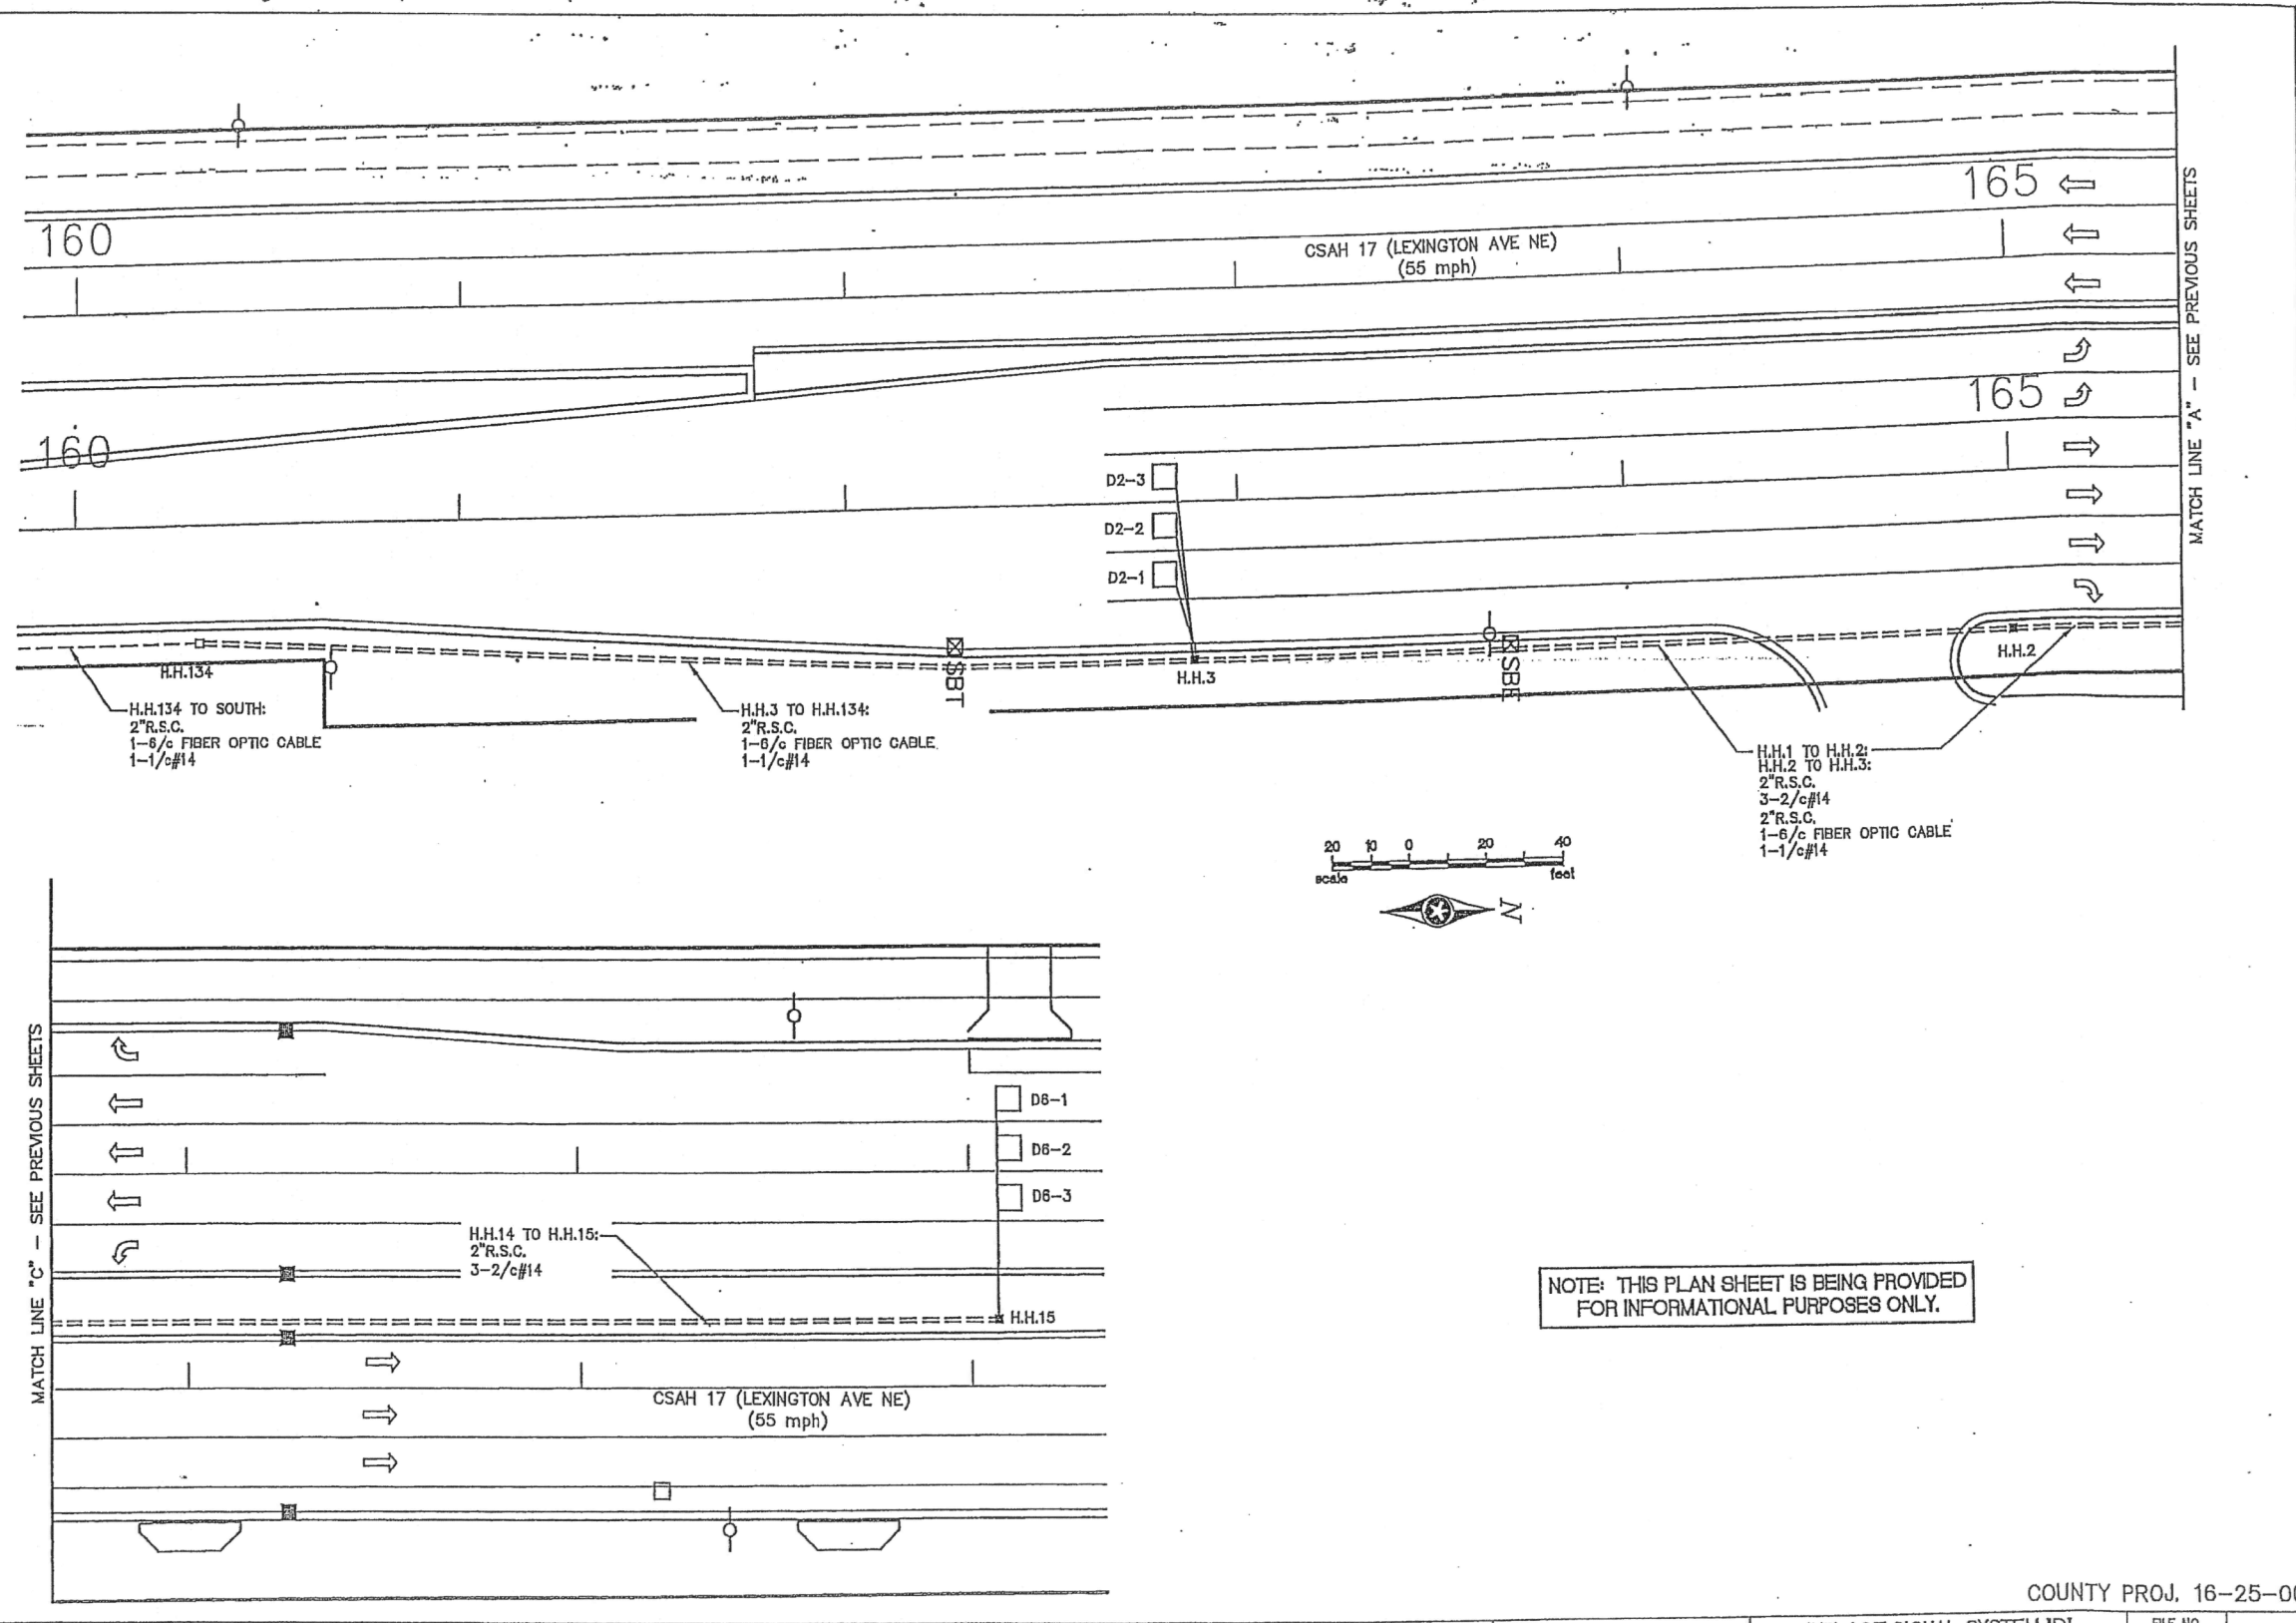 165
160
CSAH 17 (LEXINGTON AVE NE)
(55 mph)
MATCH LINE "A" - SEE PREVIOUS SHEETS
165
160
D2-3
D2-2
D2-1
H.H.134
SBT
H.H.3
SBE
H.H.2
H.H.134 TO SOUTH:
2"R.S.C.
1-6/c FIBER OPTIC CABLE
1-1/c#14
H.H.3 TO H.H.134:
2"R.S.C.
1-6/c FIBER OPTIC CABLE
1-1/c#14
H.H.1 TO H.H.2:
H.H.2 TO H.H.3:
2"R.S.C.
3-2/c#14
2"R.S.C.
1-6/c FIBER OPTIC CABLE
1-1/c#14
20 10 0 20 40
scale feet
N
MATCH LINE "C" - SEE PREVIOUS SHEETS
D6-1
D6-2
D6-3
H.H.14 TO H.H.15:
2"R.S.C.
3-2/c#14
H.H.15
CSAH 17 (LEXINGTON AVE NE)
(55 mph)
NOTE: THIS PLAN SHEET IS BEING PROVIDED
FOR INFORMATIONAL PURPOSES ONLY.
COUNTY PROJ. 16-25-00